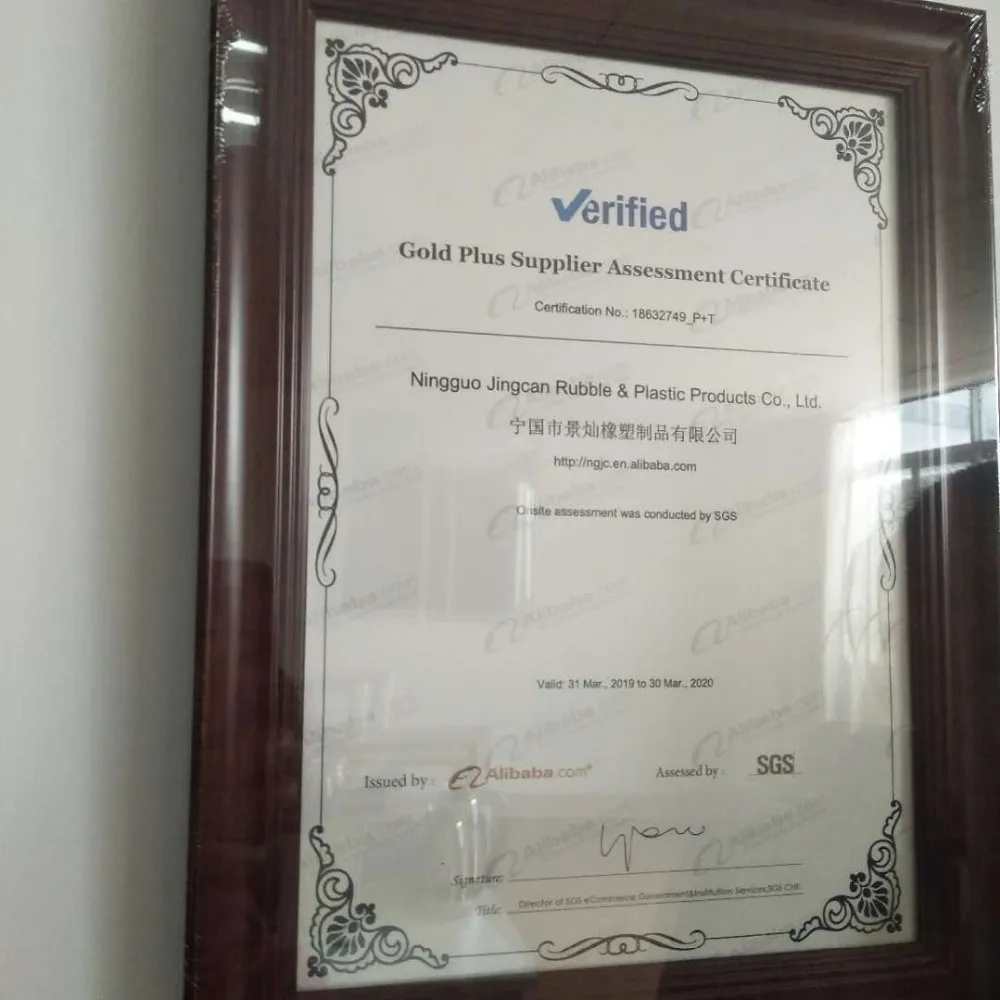 Verified
Gold Plus Supplier Assessment Certificate
Certification No.: 18632749_P+T
Ningguo Jingcan Rubble & Plastic Products Co., Ltd.
宁国市景灿橡塑制品有限公司
http://ngjc.en.alibaba.com
Onsite assessment was conducted by SGS
Valid: 31 Mar., 2019 to 30 Mar., 2020
Issued by: Alibaba.com®
Assessed by: SGS
Signature:
Title: Director of SGS eCommerce Government&Institution Services,SGS CHF.